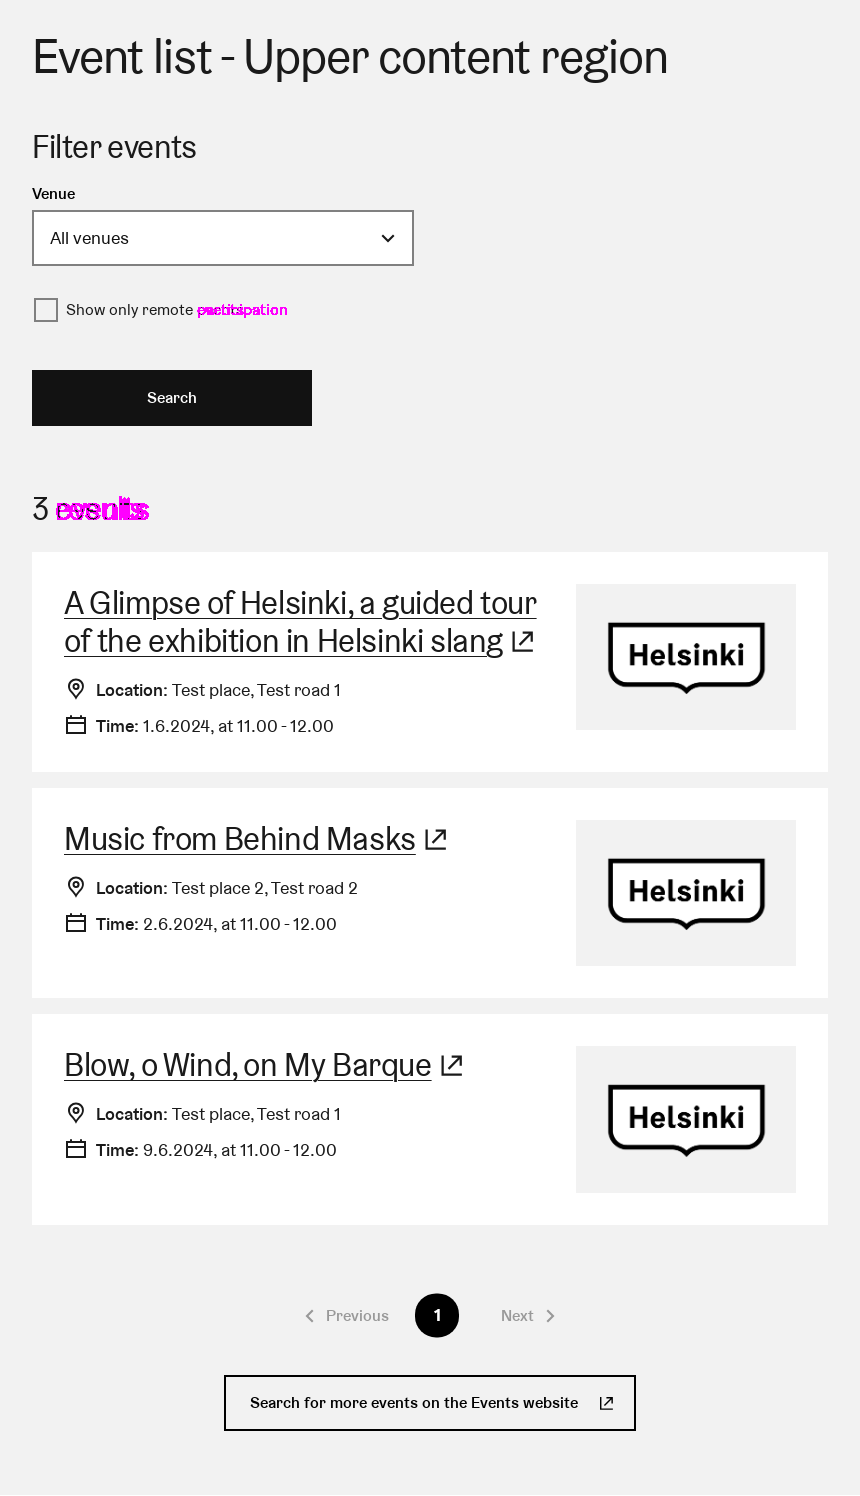 Event list - Upper content region
Filter events
Venue
All venues
Show only remote
Search
3
A Glimpse of Helsinki, a guided tour
of the exhibition in Helsinki slang
Helsinki
Location: Test place, Test road 1
Time: 1.6.2024, at 11.00 - 12.00
Music from Behind Masks
Helsinki
Location: Test place 2, Test road 2
Time: 2.6.2024, at 11.00 - 12.00
Blow, o Wind, on My Barque
Helsinki
Location: Test place, Test road 1
Time: 9.6.2024, at 11.00 - 12.00
Previous 1 Next
Search for more events on the Events website